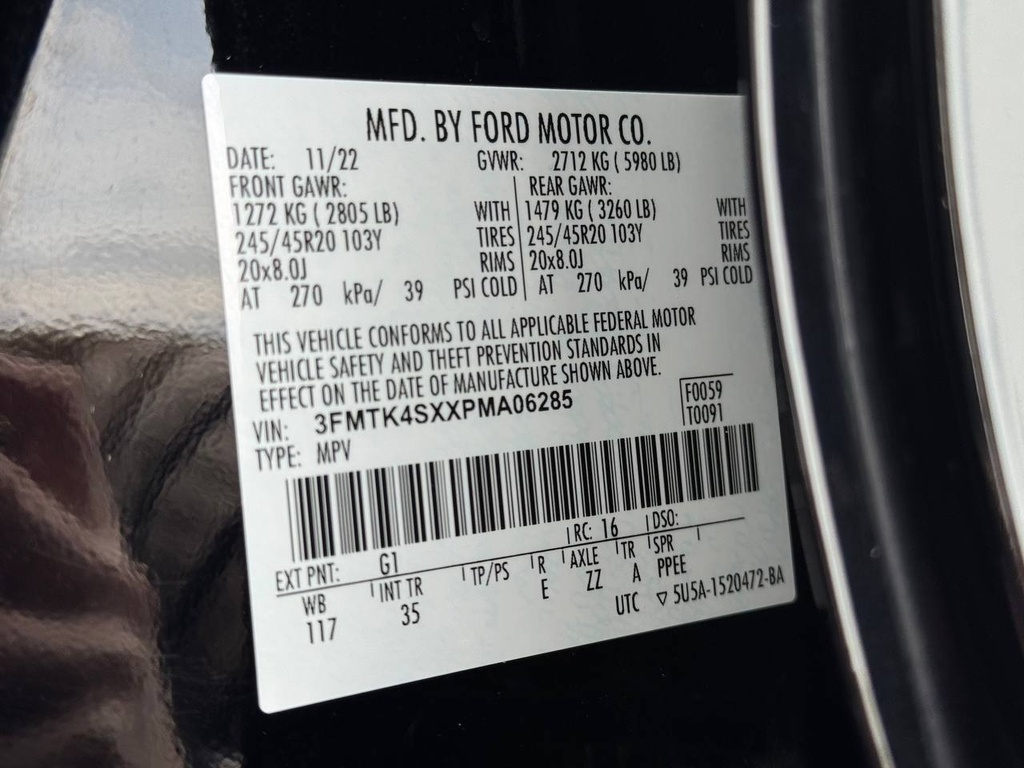 MFD. BY FORD MOTOR CO.
DATE: 11/22 GVWR: 2712 KG ( 5980 LB)
FRONT GAWR: REAR GAWR:
1272 KG ( 2805 LB) WITH 1479 KG ( 3260 LB) WITH
245/45R20 103Y TIRES 245/45R20 103Y TIRES
20x8.0J RIMS 20x8.0J RIMS
AT 270 kPa/ 39 PSI COLD AT 270 kPa/ 39 PSI COLD
THIS VEHICLE CONFORMS TO ALL APPLICABLE FEDERAL MOTOR
VEHICLE SAFETY AND THEFT PREVENTION STANDARDS IN
EFFECT ON THE DATE OF MANUFACTURE SHOWN ABOVE.
VIN: 3FMTK4SXXPMA06285 F0059
TYPE: MPV T0091
EXT PNT: G1 RC: 16 DSO:
WB INT TR TP/PS R AXLE TR SPR
117 35 E ZZ A PPEE
UTC ▽ 5U5A-1520472-BA